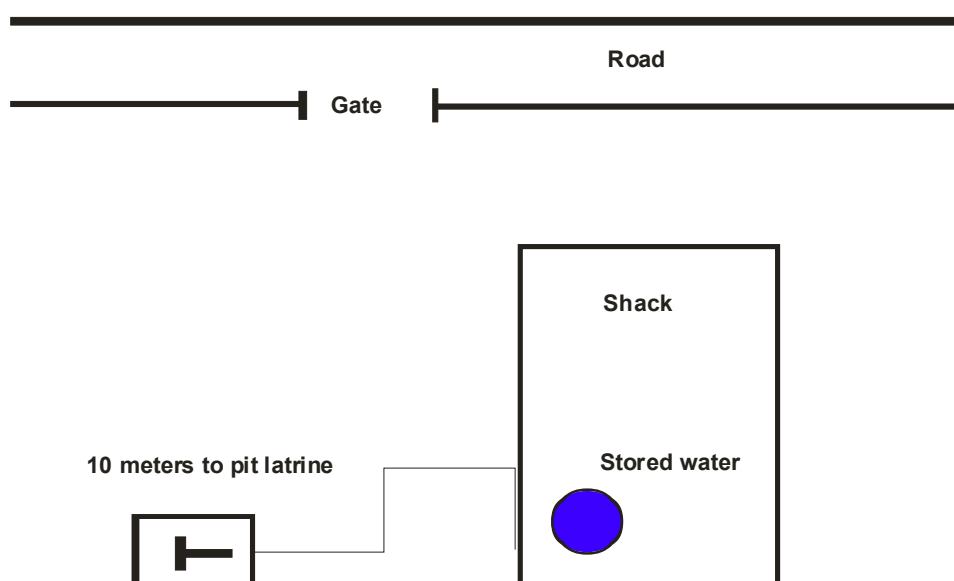 Road
Gate
Shack
10 meters to pit latrine
Stored water